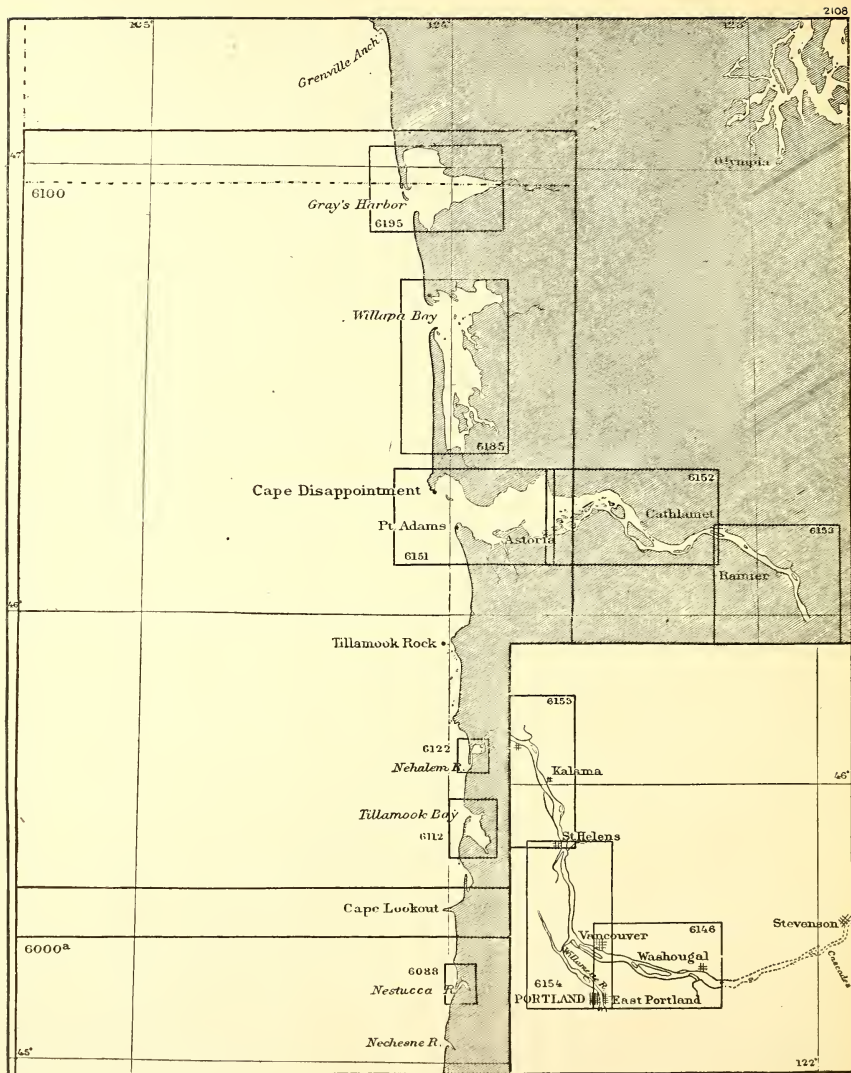 2108
125°
124°
123°
Grenville Anch.
Olympia
47°
6100
Gray's Harbor
6195
Willapa Bay
6185
Cape Disappointment
6152
Cathlamet
Pt Adams
Astoria
6153
6151
Rainier
46°
Tillamook Rock
6153
6122
Nehalem R.
Kalama
46°
Tillamook Bay
6112
St Helens
Cape Lookout
Stevenson
6146
Vancouver
6000ª
Washougal
Cascades
6088
Willamette R.
Nestucca R.
6154
PORTLAND
East Portland
Nechesne R.
45°
122°